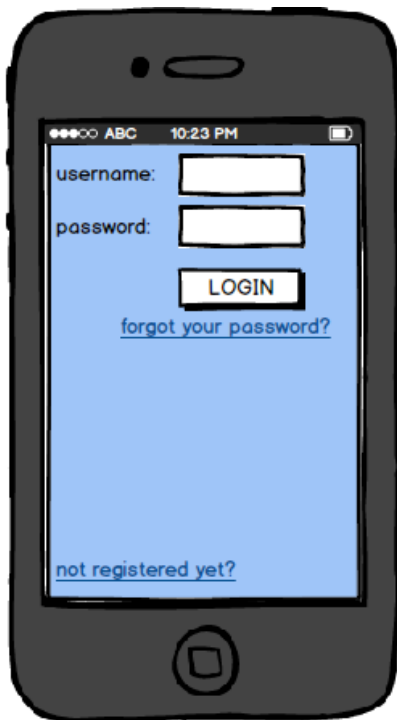 ABC 10:23 PM
username:
password:
LOGIN
forgot your password?
not registered yet?